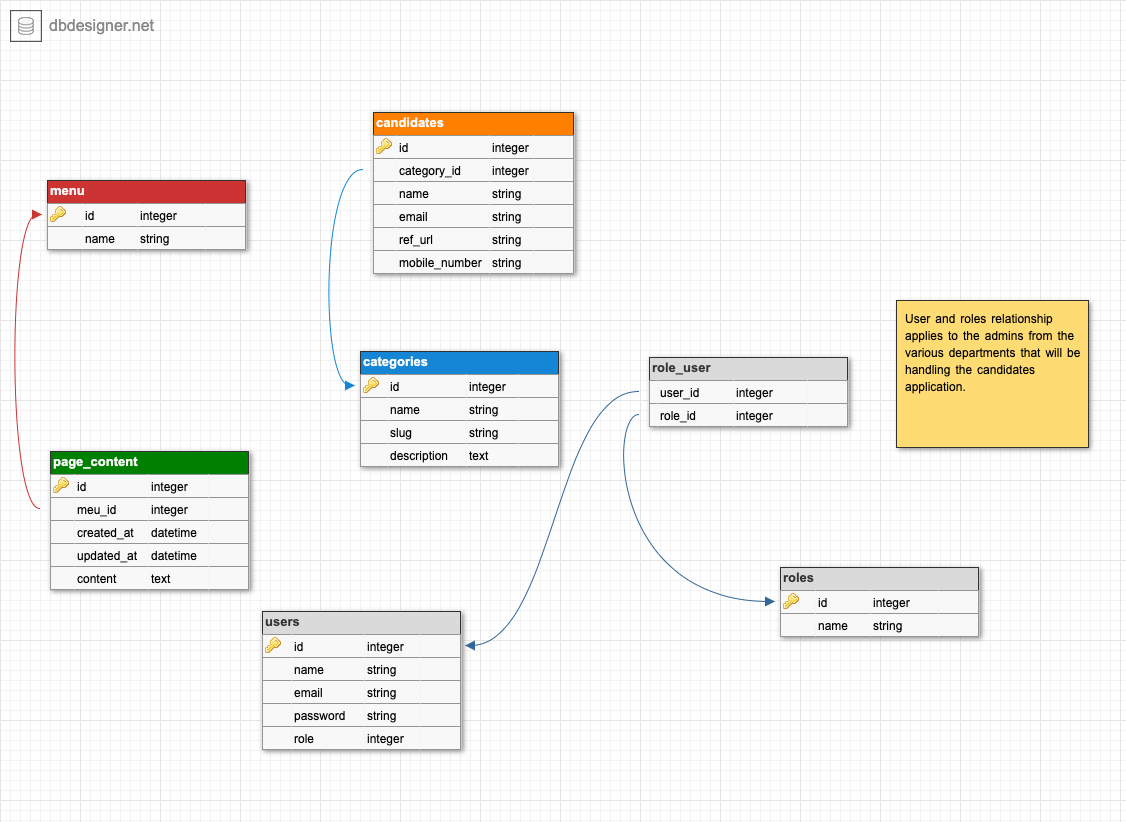 dbdesigner.net
candidates
id integer
category_id integer
name string
email string
ref_url string
mobile_number string
menu
id integer
name string
categories
id integer
name string
slug string
description text
role_user
user_id integer
role_id integer
User and roles relationship
applies to the admins from the
various departments that will be
handling the candidates
application.
page_content
id integer
meu_id integer
created_at datetime
updated_at datetime
content text
roles
id integer
name string
users
id integer
name string
email string
password string
role integer